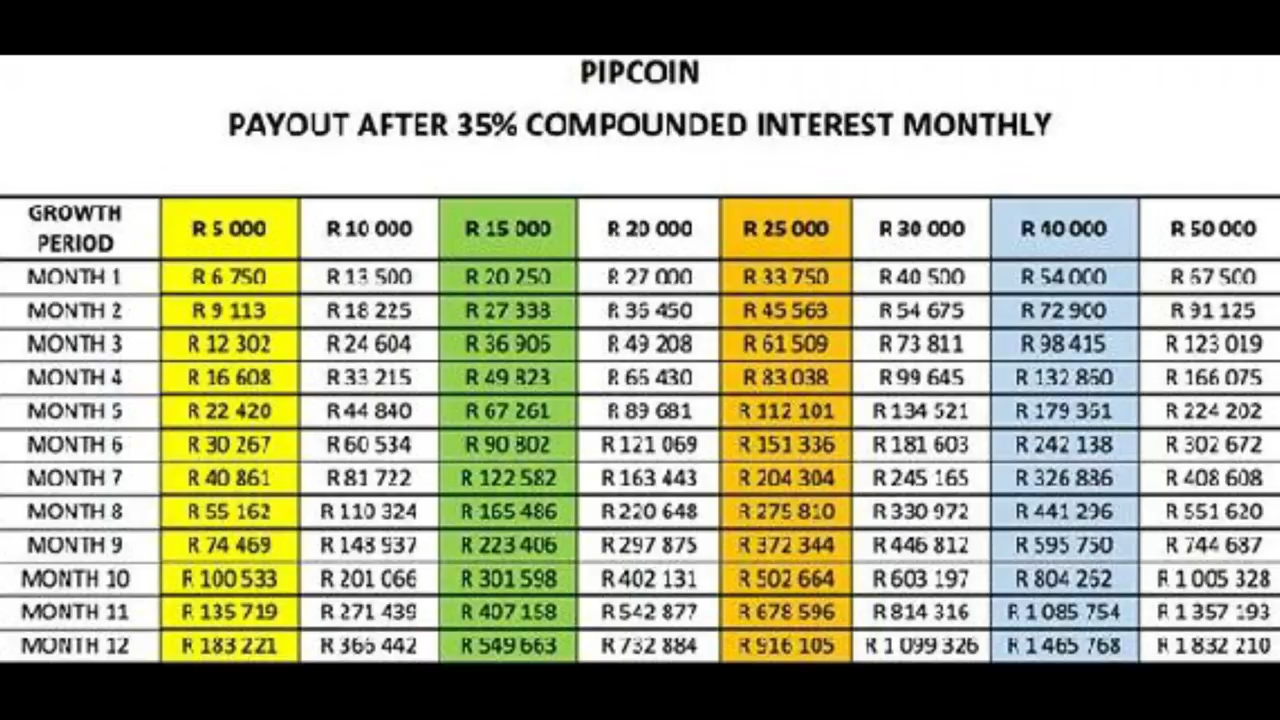 PIPCOIN
PAYOUT AFTER 35% COMPOUNDED INTEREST MONTHLY
GROWTH PERIOD R 5 000 R 10 000 R 15 000 R 20 000 R 25 000 R 30 000 R 40 000 R 50 000
MONTH 1 R 6 750 R 13 500 R 20 250 R 27 000 R 33 750 R 40 500 R 54 000 R 67 500
MONTH 2 R 9 113 R 18 225 R 27 338 R 36 450 R 45 563 R 54 675 R 72 900 R 91 125
MONTH 3 R 12 302 R 24 604 R 36 906 R 49 208 R 61 509 R 73 811 R 98 415 R 123 019
MONTH 4 R 16 608 R 33 215 R 49 823 R 66 430 R 83 038 R 99 645 R 132 860 R 166 075
MONTH 5 R 22 420 R 44 840 R 67 261 R 89 681 R 112 101 R 134 521 R 179 361 R 224 202
MONTH 6 R 30 267 R 60 534 R 90 802 R 121 069 R 151 336 R 181 603 R 242 138 R 302 672
MONTH 7 R 40 861 R 81 722 R 122 582 R 163 443 R 204 304 R 245 165 R 326 886 R 408 608
MONTH 8 R 55 162 R 110 324 R 165 486 R 220 648 R 275 810 R 330 972 R 441 296 R 551 620
MONTH 9 R 74 469 R 148 937 R 223 406 R 297 875 R 372 344 R 446 812 R 595 750 R 744 687
MONTH 10 R 100 533 R 201 066 R 301 598 R 402 131 R 502 664 R 603 197 R 804 262 R 1 005 328
MONTH 11 R 135 719 R 271 439 R 407 158 R 542 877 R 678 596 R 814 316 R 1 085 754 R 1 357 193
MONTH 12 R 183 221 R 366 442 R 549 663 R 732 884 R 916 105 R 1 099 326 R 1 465 768 R 1 832 210